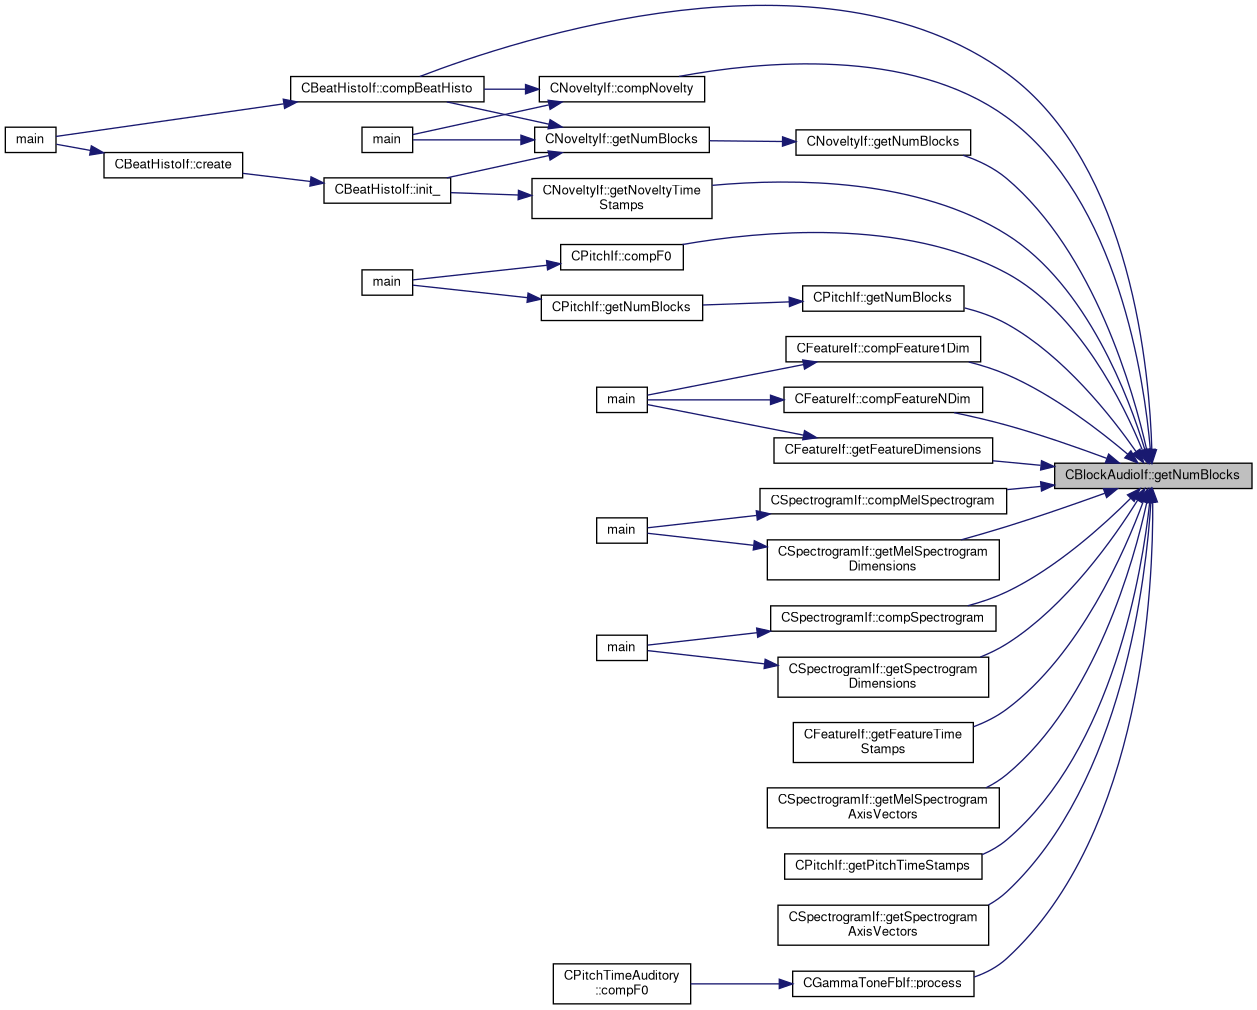 CBeatHistoIf::compBeatHisto
CNoveltyIf::compNovelty
main
main
CNoveltyIf::getNumBlocks
CNoveltyIf::getNumBlocks
CBeatHistoIf::create
CBeatHistoIf::init_
CNoveltyIf::getNoveltyTime
Stamps
CPitchIf::compF0
main
CPitchIf::getNumBlocks
CPitchIf::getNumBlocks
CFeatureIf::compFeature1Dim
main
CFeatureIf::compFeatureNDim
CFeatureIf::getFeatureDimensions
CBlockAudioIf::getNumBlocks
CSpectrogramIf::compMelSpectrogram
main
CSpectrogramIf::getMelSpectrogram
Dimensions
CSpectrogramIf::compSpectrogram
main
CSpectrogramIf::getSpectrogram
Dimensions
CFeatureIf::getFeatureTime
Stamps
CSpectrogramIf::getMelSpectrogram
AxisVectors
CPitchIf::getPitchTimeStamps
CSpectrogramIf::getSpectrogram
AxisVectors
CPitchTimeAuditory
::compF0
CGammaToneFbIf::process